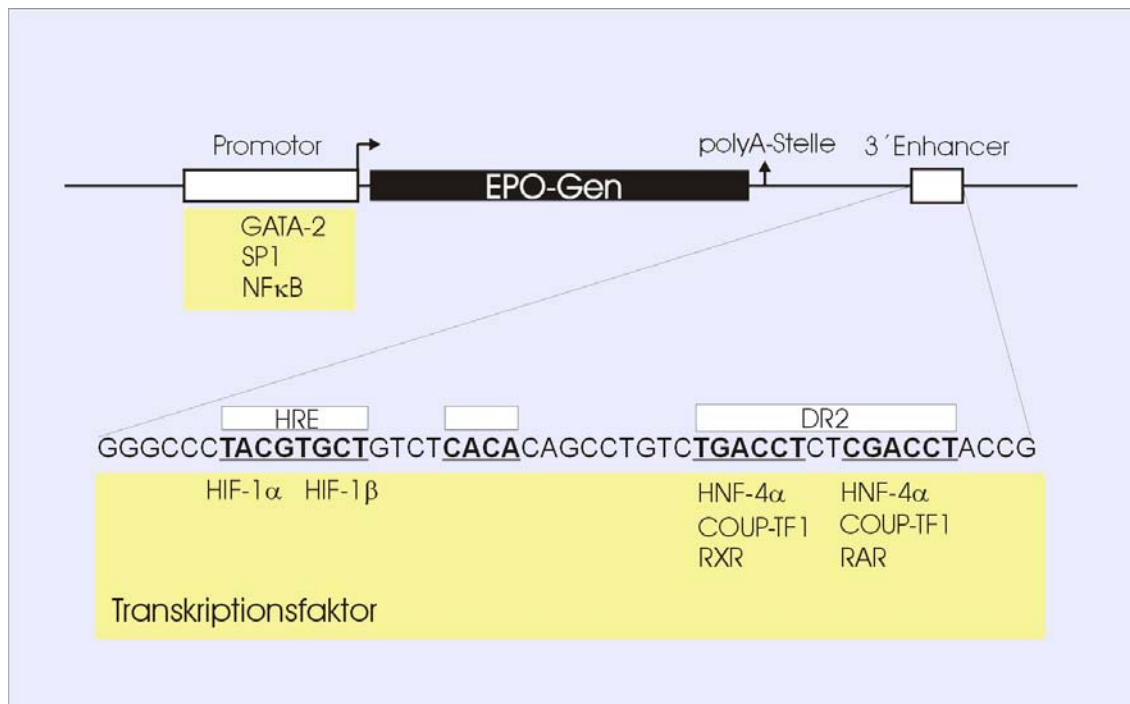 Promotor
polyA-Stelle
3´Enhancer
EPO-Gen
GATA-2
SP1
NFκB
HRE
DR2
GGGCCCTACGTGCTGTCTCACACAGCCTGTCTGACCTCTCGACCTACCG
HIF-1α HIF-1β
HNF-4α HNF-4α
COUP-TF1 COUP-TF1
RXR RAR
Transkriptionsfaktor